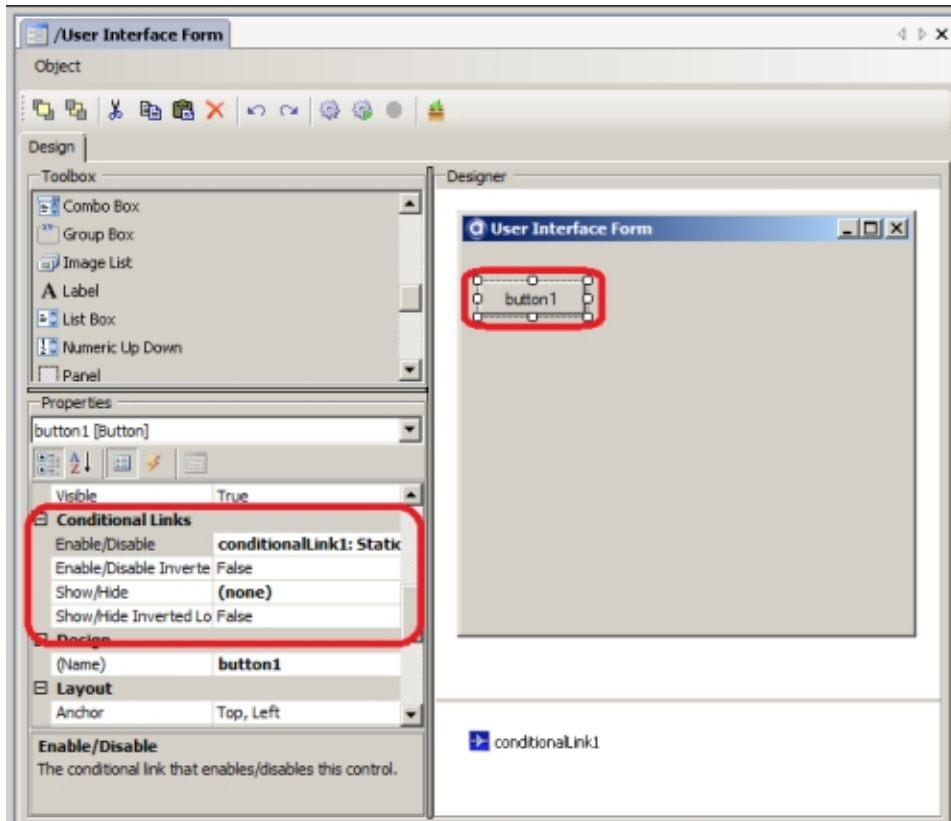 /User Interface Form
Object
Design
Toolbox
Combo Box
Group Box
Image List
A Label
List Box
Numeric Up Down
Panel
Properties
button1 [Button]
Visible True
Conditional Links
Enable/Disable conditionalLink1: Static
Enable/Disable Inverte False
Show/Hide (none)
Show/Hide Inverted Lo False
Design
(Name) button1
Layout
Anchor Top, Left
Enable/Disable
The conditional link that enables/disables this control.
Designer
User Interface Form
button1
conditionalLink1